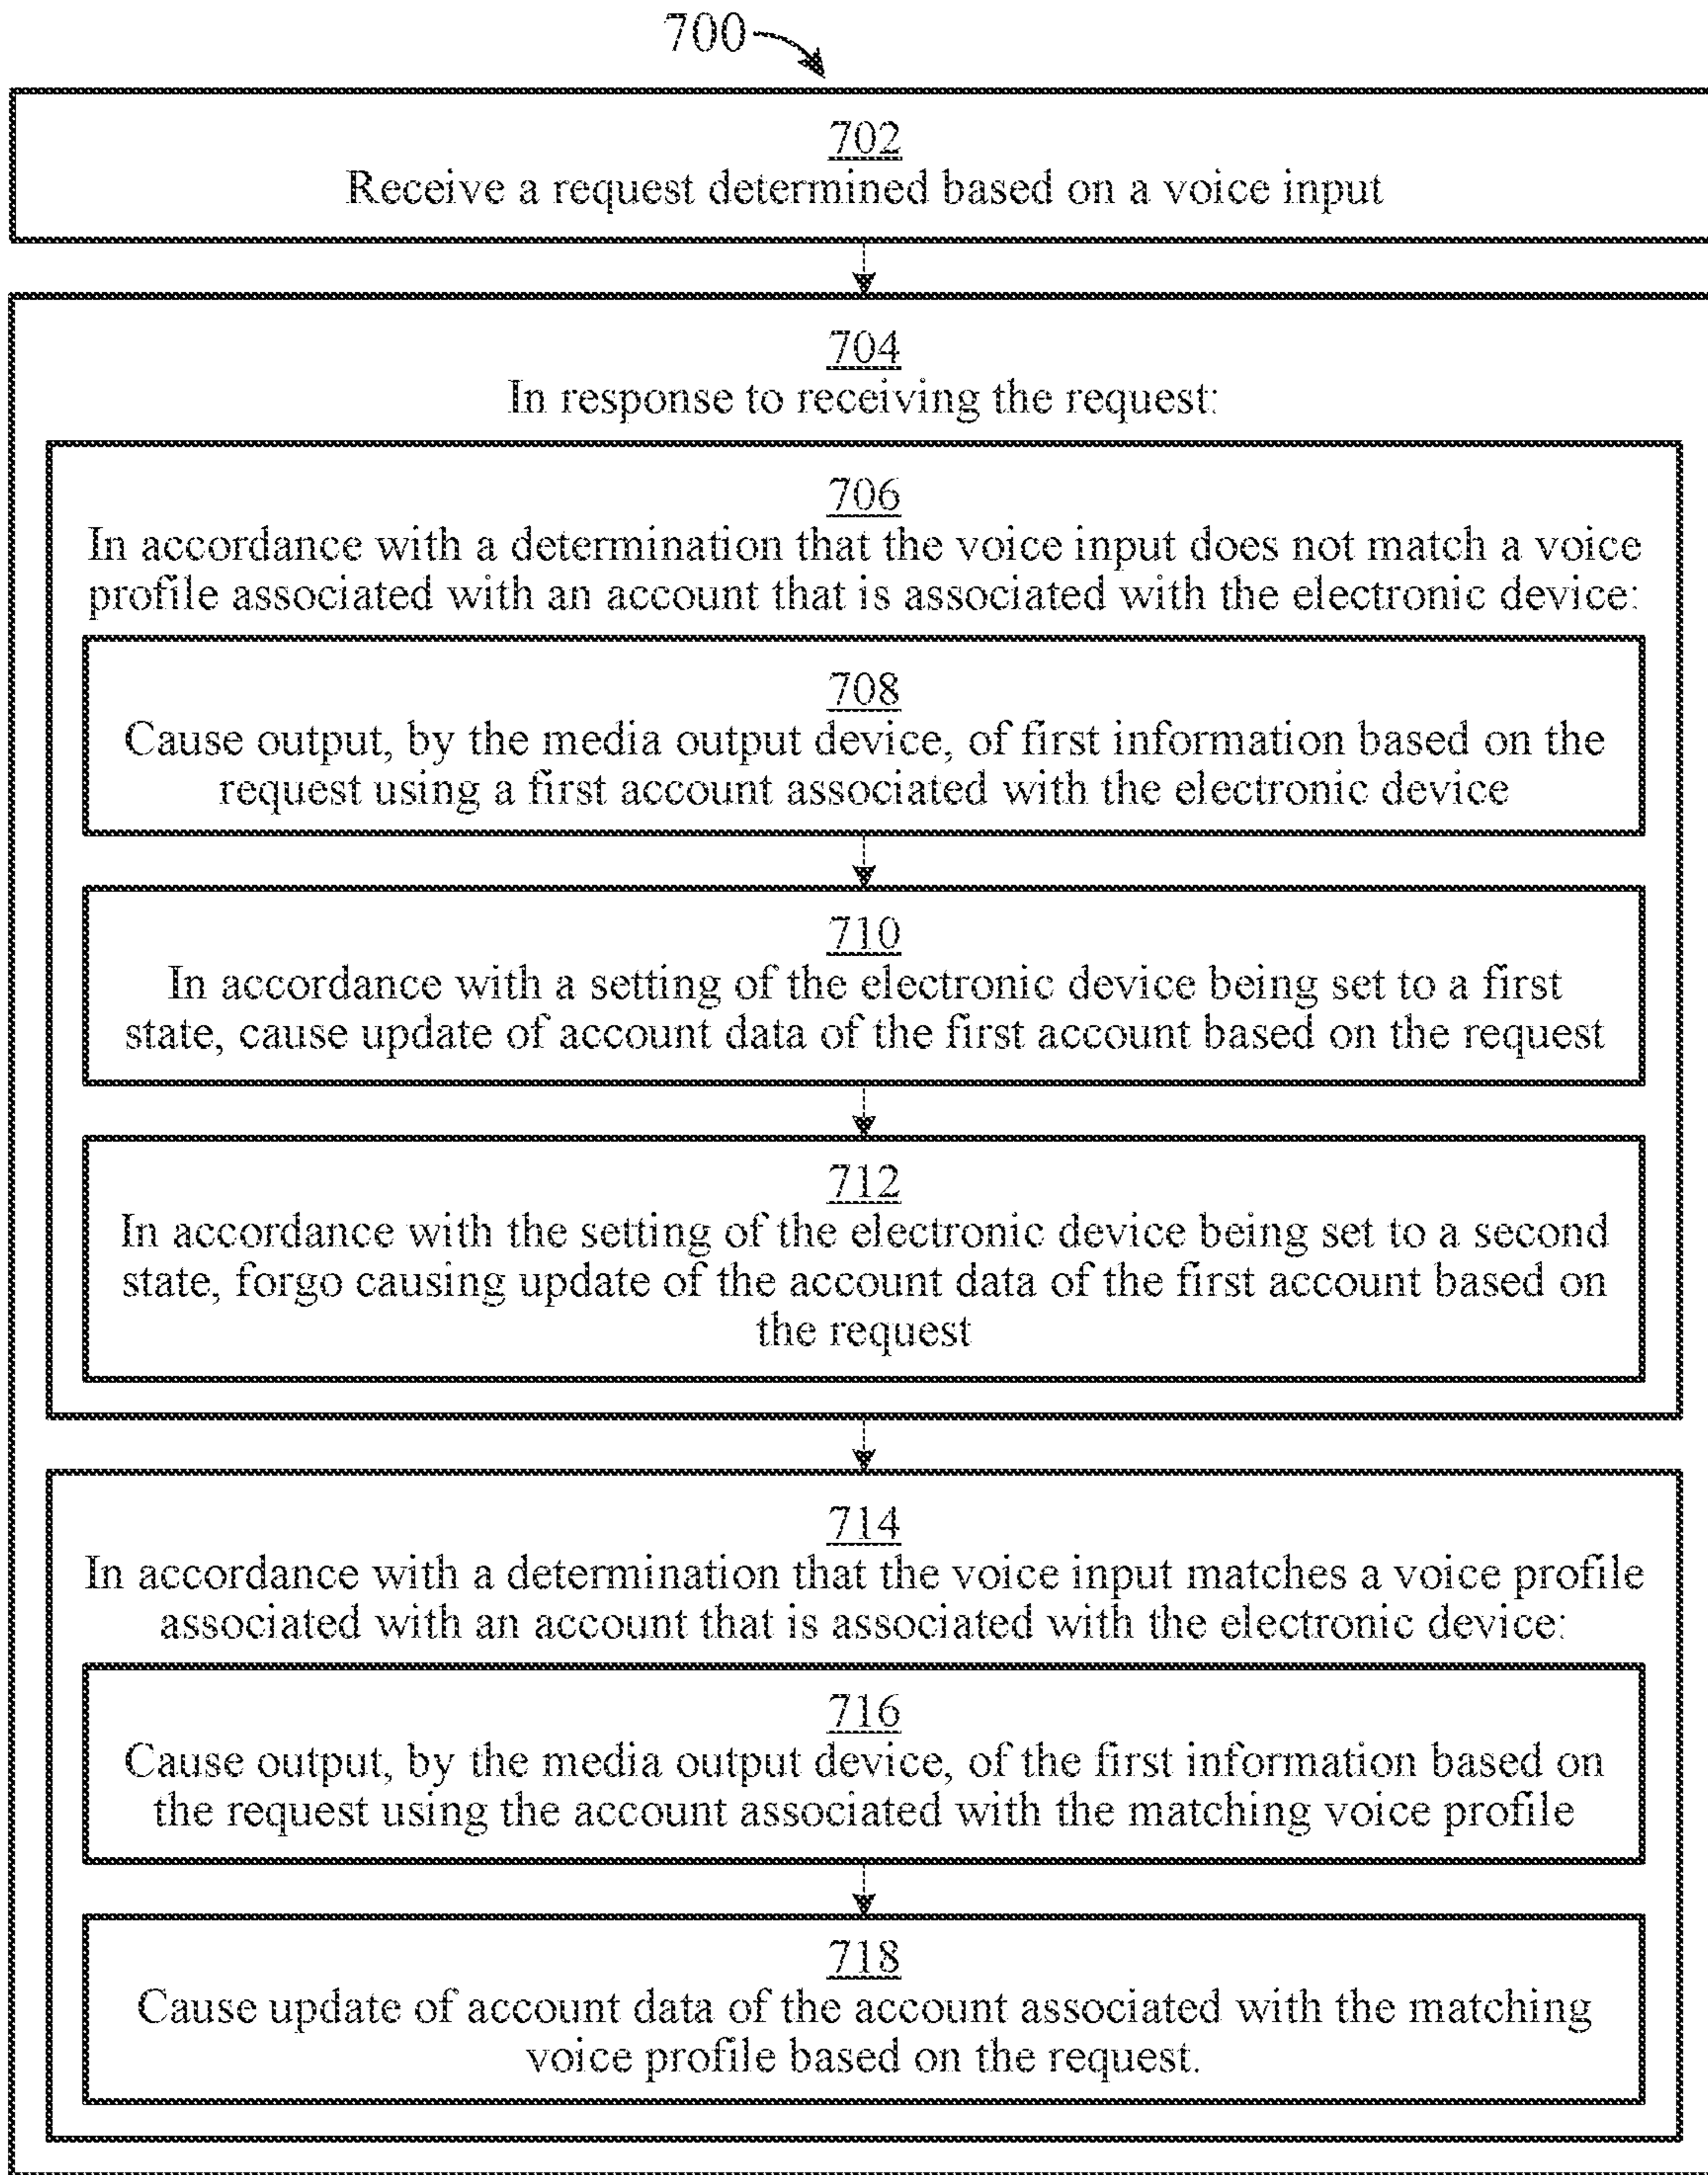 700
702
Receive a request determined based on a voice input
704
In response to receiving the request:
706
In accordance with a determination that the voice input does not match a voice
profile associated with an account that is associated with the electronic device:
708
Cause output, by the media output device, of first information based on the
request using a first account associated with the electronic device
710
In accordance with a setting of the electronic device being set to a first
state, cause update of account data of the first account based on the request
712
In accordance with the setting of the electronic device being set to a second
state, forgo causing update of the account data of the first account based on
the request
714
In accordance with a determination that the voice input matches a voice profile
associated with an account that is associated with the electronic device:
716
Cause output, by the media output device, of the first information based on
the request using the account associated with the matching voice profile
718
Cause update of account data of the account associated with the matching
voice profile based on the request.